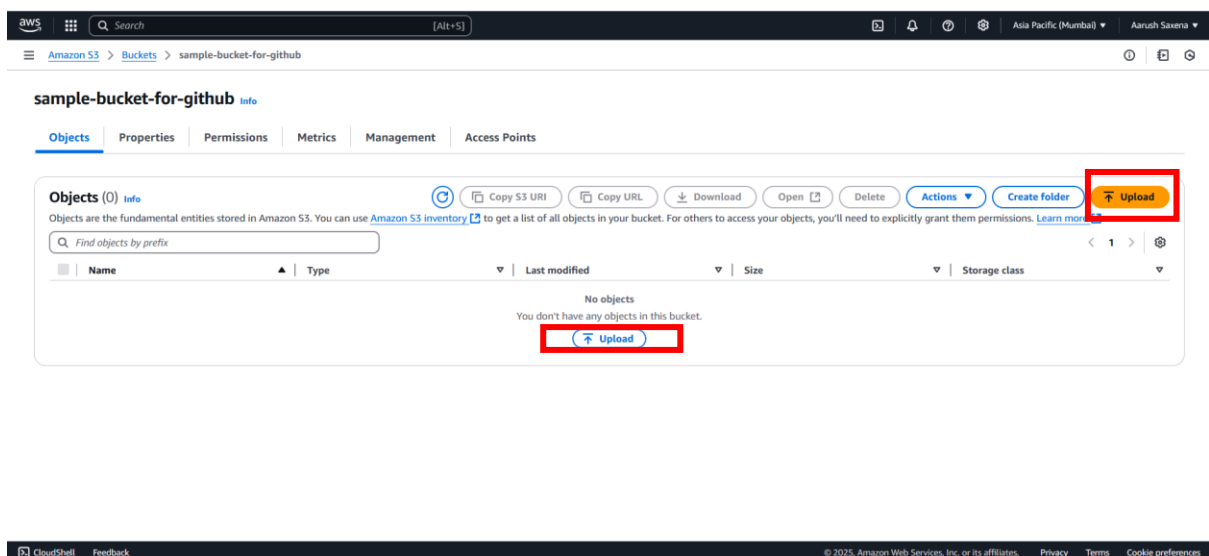 aws Search [Alt+S] Asia Pacific (Mumbai) Aarush Saxena
Amazon S3 > Buckets > sample-bucket-for-github
sample-bucket-for-github Info
Objects Properties Permissions Metrics Management Access Points
Objects (0) Info Copy S3 URI Copy URL Download Open Delete Actions Create folder Upload
Objects are the fundamental entities stored in Amazon S3. You can use Amazon S3 inventory to get a list of all objects in your bucket. For others to access your objects, you'll need to explicitly grant them permissions. Learn more
Find objects by prefix < 1 >
Name Type Last modified Size Storage class
No objects
You don't have any objects in this bucket.
Upload
CloudShell Feedback © 2025, Amazon Web Services, Inc. or its affiliates. Privacy Terms Cookie preferences